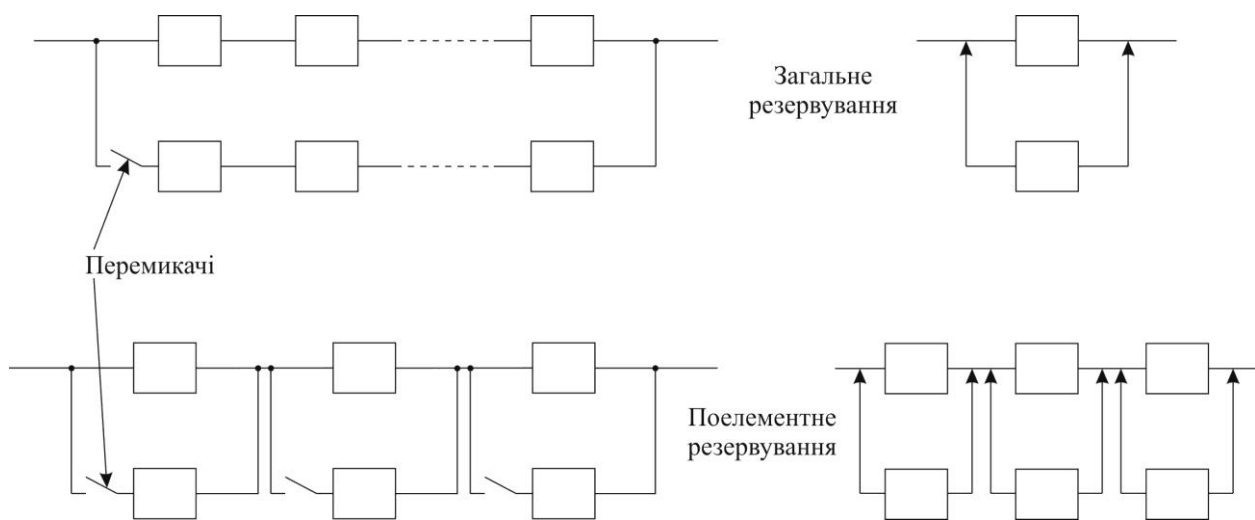 Загальне
резервування
Перемикачі
Поелементне
резервування